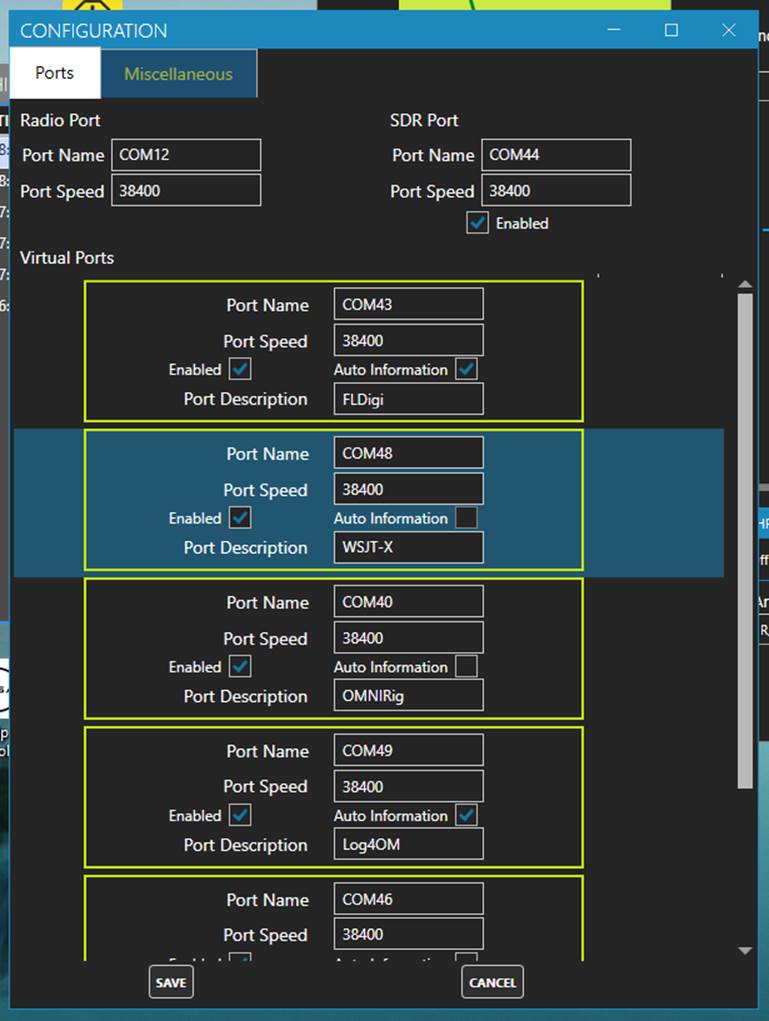 CONFIGURATION
Ports Miscellaneous
Radio Port SDR Port
Port Name COM12 Port Name COM44
Port Speed 38400 Port Speed 38400
Enabled
Virtual Ports
Port Name COM43
Port Speed 38400
Enabled Auto Information
Port Description FLDigi
Port Name COM48
Port Speed 38400
Enabled Auto Information
Port Description WSJT-X
Port Name COM40
Port Speed 38400
Enabled Auto Information
Port Description OMNIRig
Port Name COM49
Port Speed 38400
Enabled Auto Information
Port Description Log4OM
Port Name COM46
Port Speed 38400
SAVE CANCEL